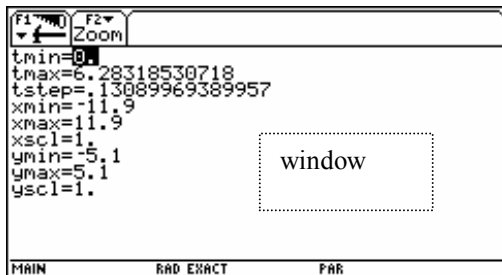 F1 F2
Zoom
tmin=0.
tmax=6.28318530718
tstep=.13089969389957
xmin=-11.9
xmax=11.9
xscl=1.
ymin=-5.1
ymax=5.1
yscl=1.
window
MAIN RAD EXACT PAR